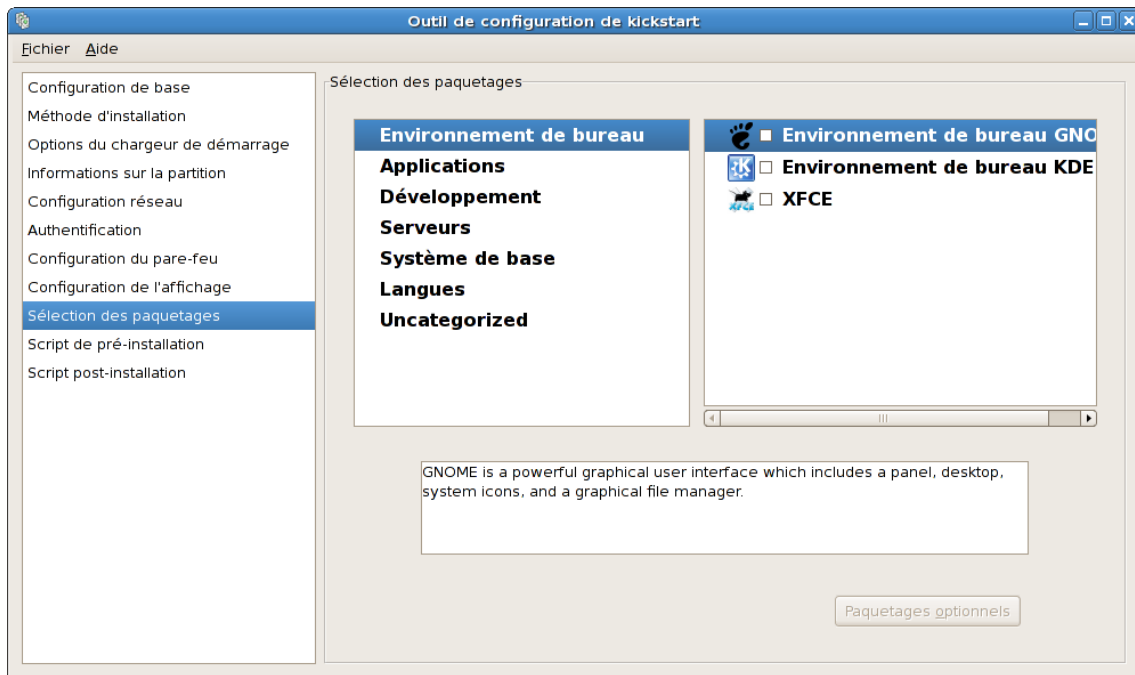 Outil de configuration de kickstart
Fichier Aide
Configuration de base
Méthode d'installation
Options du chargeur de démarrage
Informations sur la partition
Configuration réseau
Authentification
Configuration du pare-feu
Configuration de l'affichage
Sélection des paquetages
Script de pré-installation
Script post-installation
Sélection des paquetages
Environnement de bureau
Applications
Développement
Serveurs
Système de base
Langues
Uncategorized
Environnement de bureau GNO
Environnement de bureau KDE
XFCE
GNOME is a powerful graphical user interface which includes a panel, desktop,
system icons, and a graphical file manager.
Paquetages optionnels